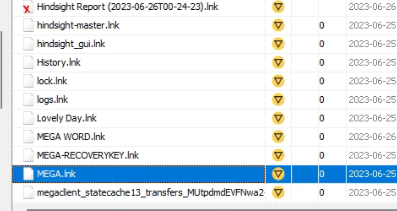 Hindsight Report (2023-06-26T00-24-23).lnk 2023-06-26
hindsight-master.lnk 0 2023-06-26
hindsight_gui.lnk 0 2023-06-26
History.lnk 0 2023-06-25
lock.lnk 0 2023-06-25
logs.lnk 0 2023-06-25
Lovely Day.lnk 0 2023-06-25
MEGA WORD.lnk 0 2023-06-26
MEGA-RECOVERYKEY.lnk 0 2023-06-25
MEGA.lnk 0 2023-06-25
megaclient_statecache13_transfers_MUtpdmdEVFNwa2 0 2023-06-25